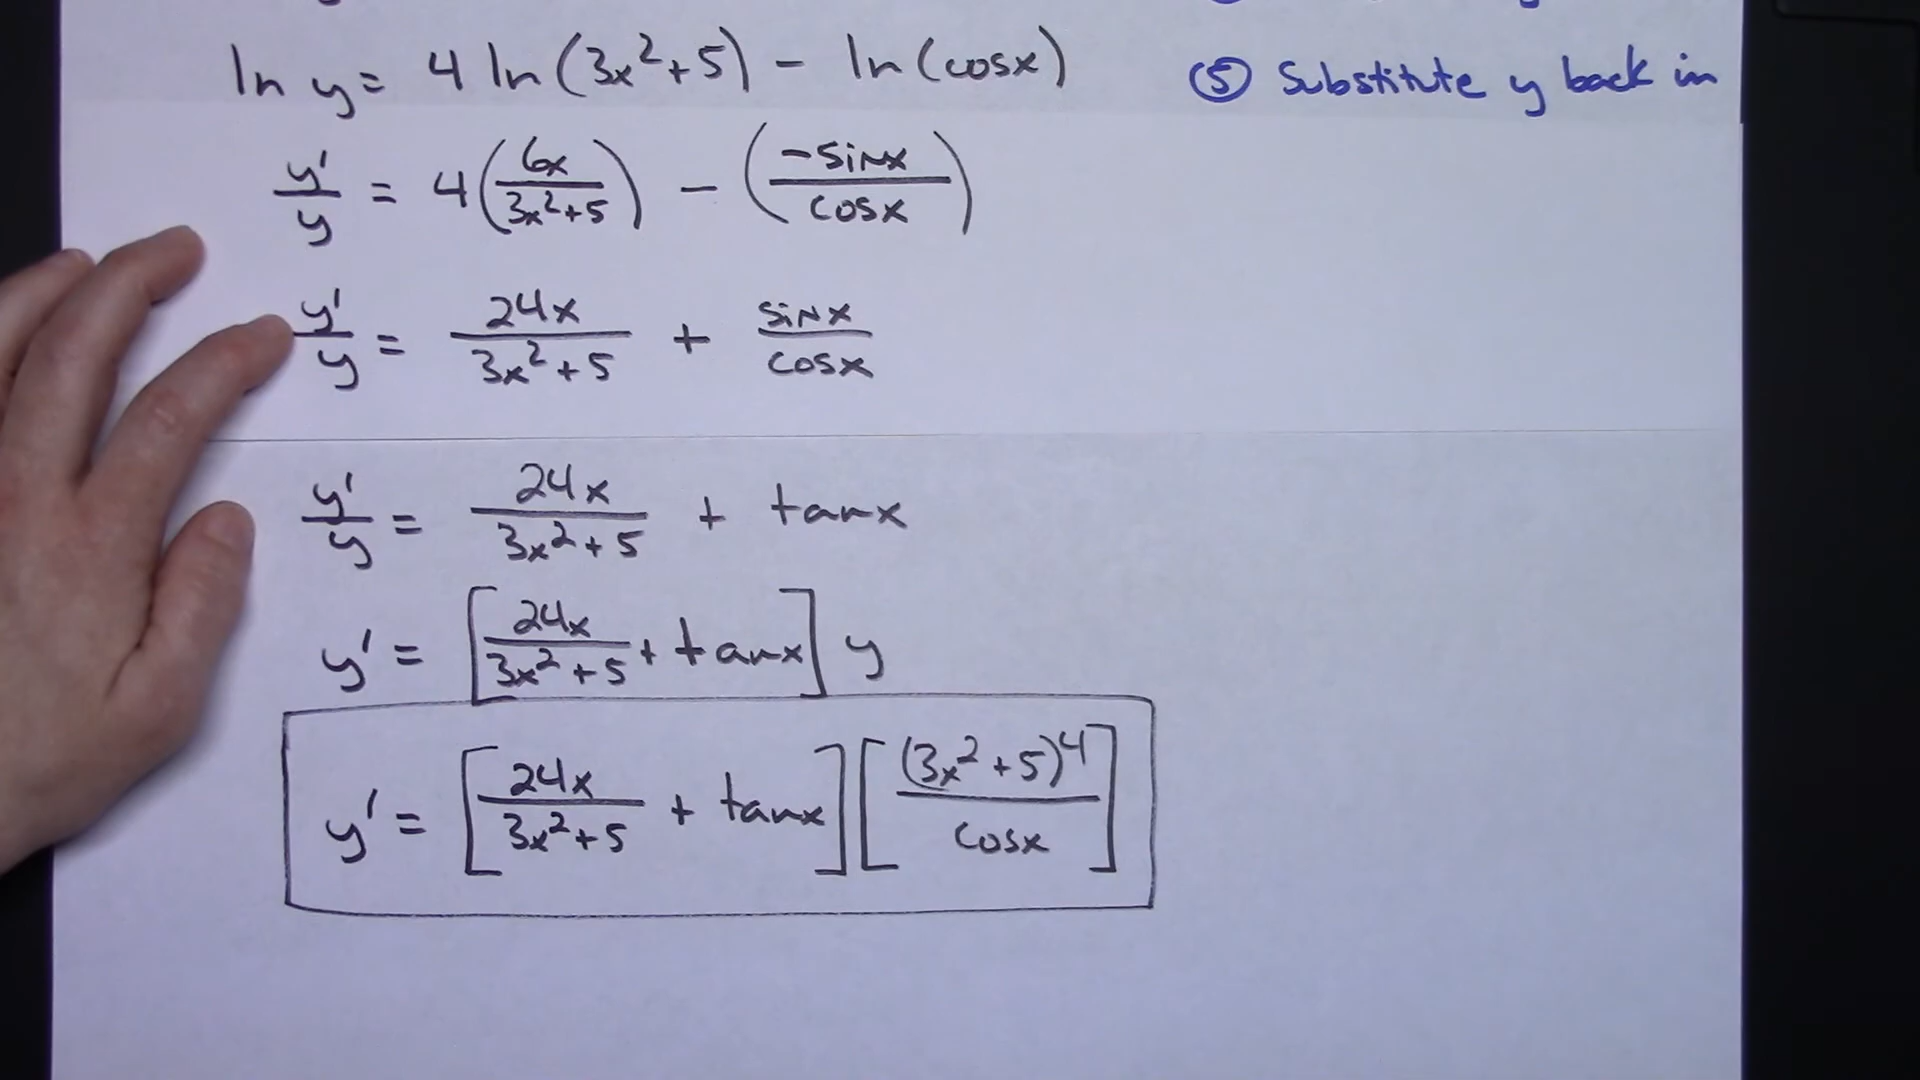 ln y = 4 ln(3x²+5) - ln(cosx)
⑤ Substitute y back in
y'/y = 4(6x/(3x²+5)) - (-sinx/cosx)
y'/y = 24x/(3x²+5) + sinx/cosx
y'/y = 24x/(3x²+5) + tanx
y' = [24x/(3x²+5) + tanx] y
y' = [24x/(3x²+5) + tanx][(3x²+5)⁴/cosx]